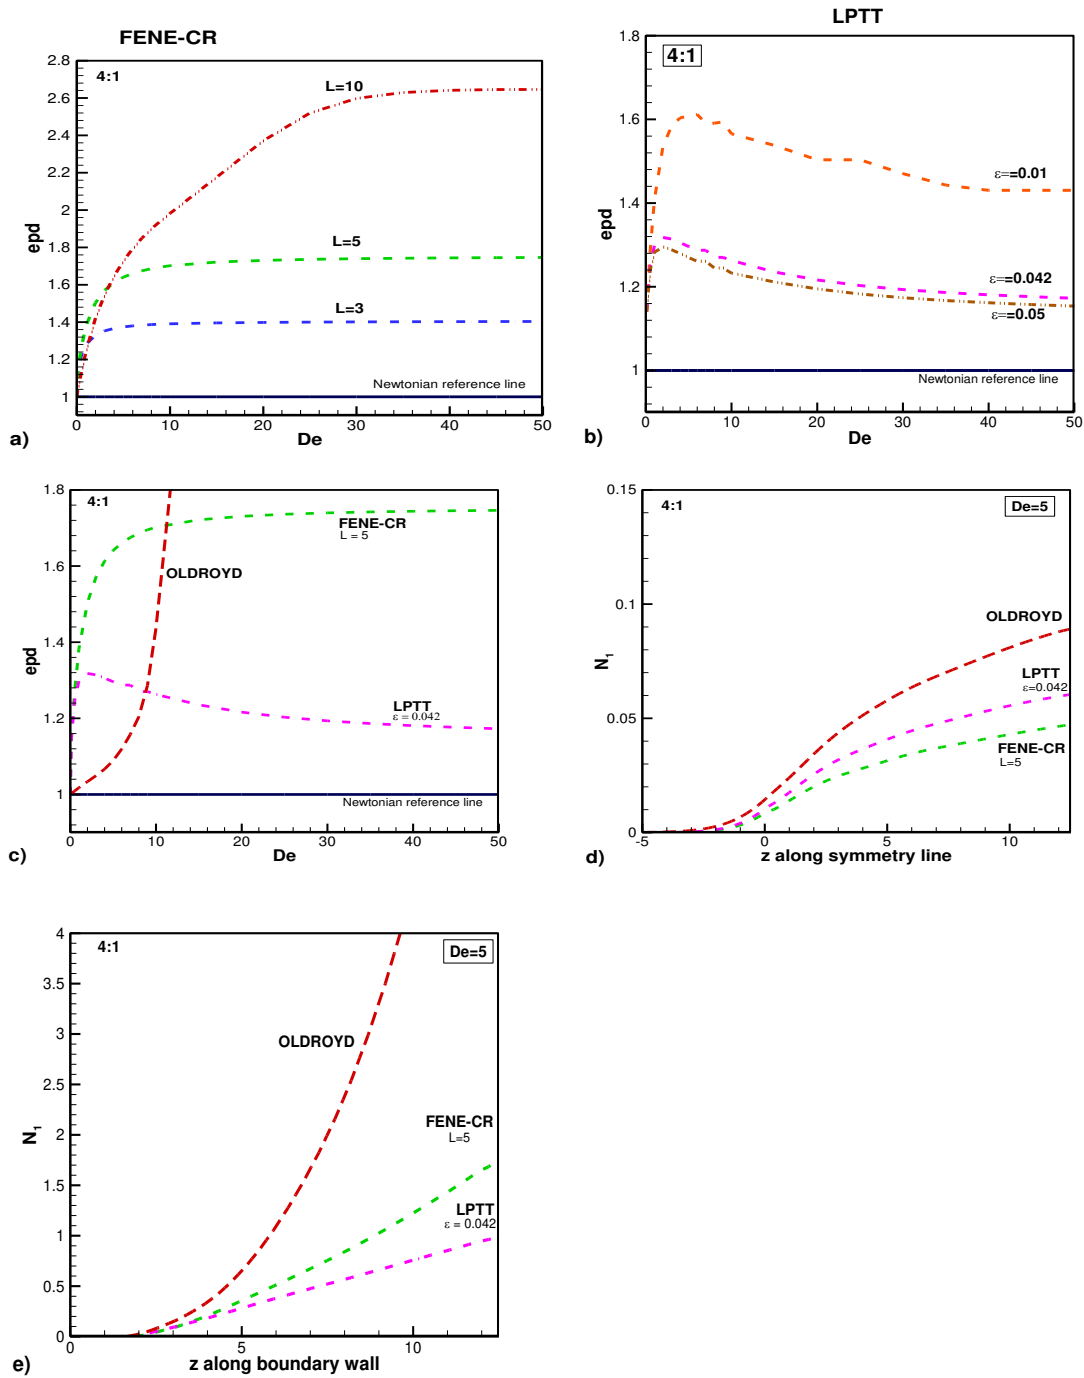 FENE-CR
4:1
L=10
L=5
L=3
Newtonian reference line
epd
2.8
2.6
2.4
2.2
2
1.8
1.6
1.4
1.2
1
0 10 20 30 40 50
De
a)
LPTT
4:1
ε==0.01
ε==0.042
ε==0.05
Newtonian reference line
epd
1.8
1.6
1.4
1.2
1
0 10 20 30 40 50
De
b)
4:1
FENE-CR
L = 5
OLDROYD
LPTT
ε = 0.042
Newtonian reference line
epd
1.8
1.6
1.4
1.2
1
0 10 20 30 40 50
De
c)
4:1
De=5
OLDROYD
LPTT
ε=0.042
FENE-CR
L=5
N1
0.15
0.1
0.05
0
-5 0 5 10
z along symmetry line
d)
4:1
De=5
OLDROYD
FENE-CR
L=5
LPTT
ε = 0.042
N1
4
3.5
3
2.5
2
1.5
1
0.5
0
0 5 10
z along boundary wall
e)